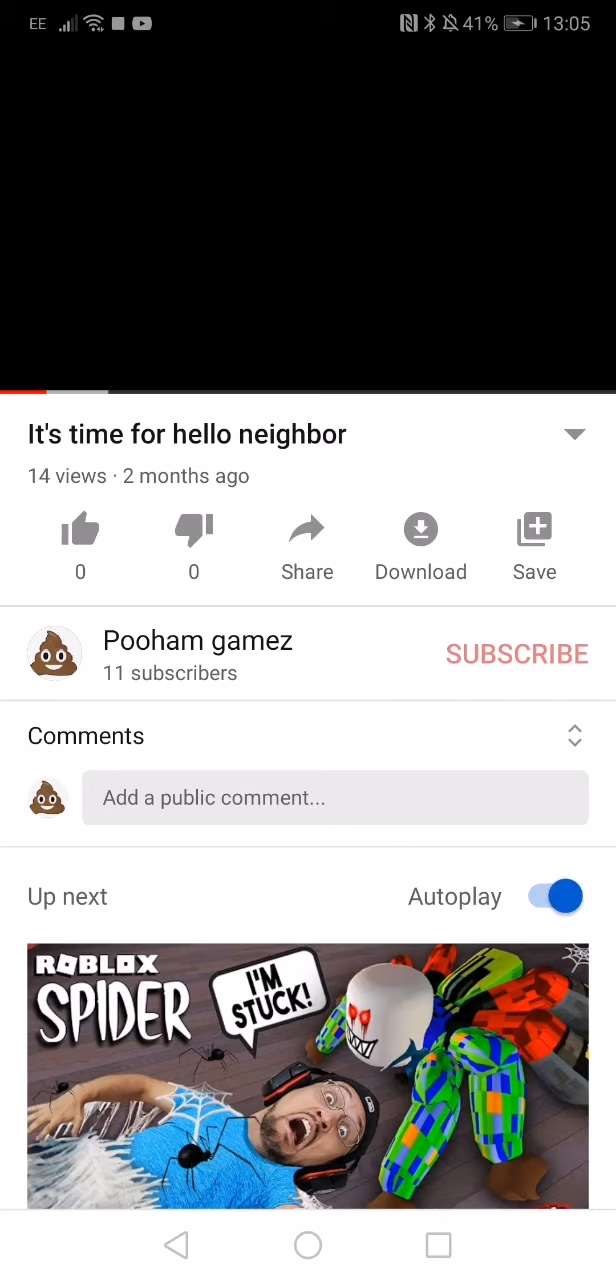 EE 41% 13:05
It's time for hello neighbor
14 views · 2 months ago
0 0 Share Download Save
Pooham gamez
11 subscribers
SUBSCRIBE
Comments
Add a public comment...
Up next Autoplay
ROBLOX
SPIDER
I'M
STUCK!